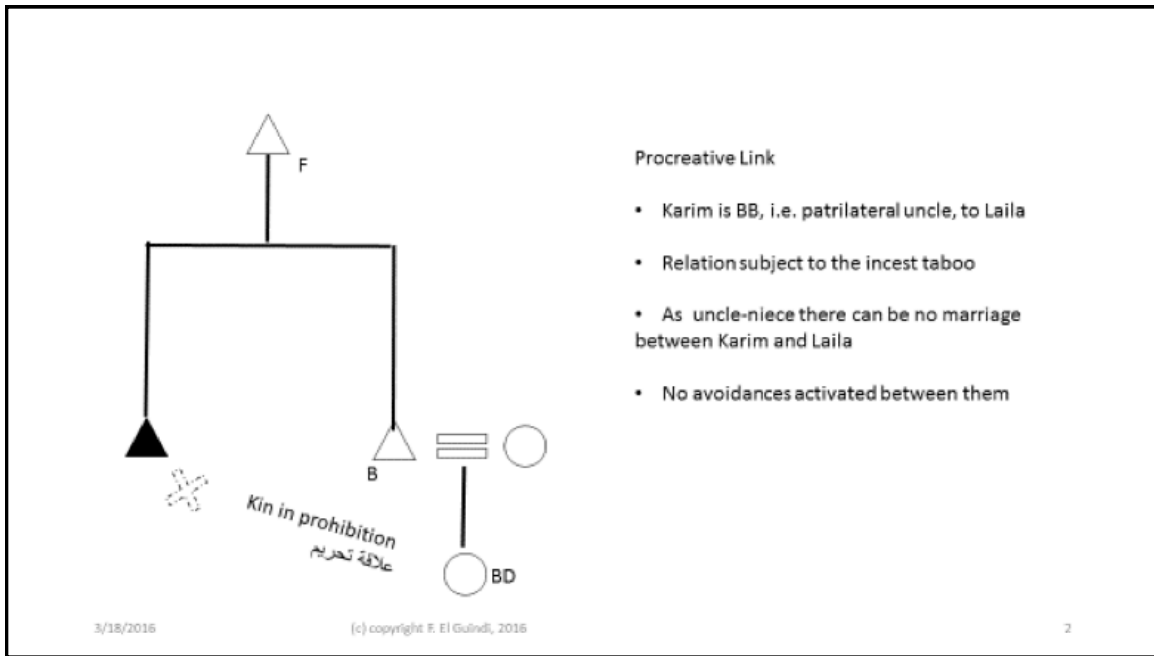 F
Procreative Link
• Karim is BB, i.e. patrilateral uncle, to Laila
• Relation subject to the incest taboo
• As uncle-niece there can be no marriage
between Karim and Laila
• No avoidances activated between them
B
Kin in prohibition
علاقة تحريم
BD
3/18/2016
(c) copyright F. El Guindi, 2016
2